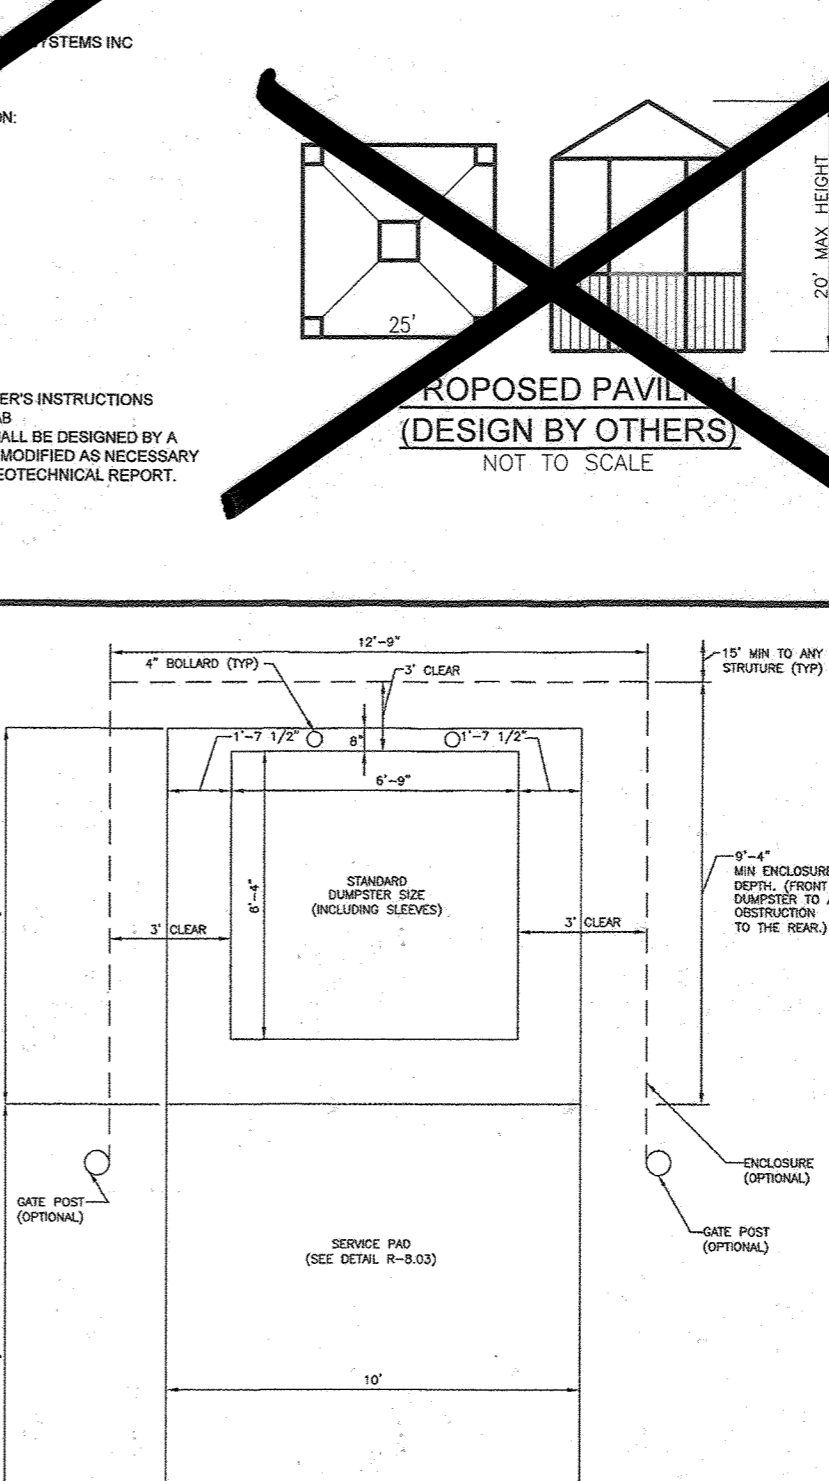 YSTEMS INC
ON:
25'
20' MAX HEIGHT
ER'S INSTRUCTIONS
AB
ALL BE DESIGNED BY A
MODIFIED AS NECESSARY
EOTECHNICAL REPORT.
ROPOSED PAVIL N
(DESIGN BY OTHERS)
NOT TO SCALE
12'-9"
4" BOLLARD (TYP)
3' CLEAR
15' MIN TO ANY
STRUTURE (TYP)
1'-7 1/2"
8"
1'-7 1/2"
6'-9"
6'-4"
STANDARD
DUMPSTER SIZE
(INCLUDING SLEEVES)
9'-4"
MIN ENCLOSURE
DEPTH. (FRONT
DUMPSTER TO
OBSTRUCTION
TO THE REAR.)
3' CLEAR
3' CLEAR
GATE POST
(OPTIONAL)
ENCLOSURE
(OPTIONAL)
GATE POST
(OPTIONAL)
SERVICE PAD
(SEE DETAIL R-8.03)
10'